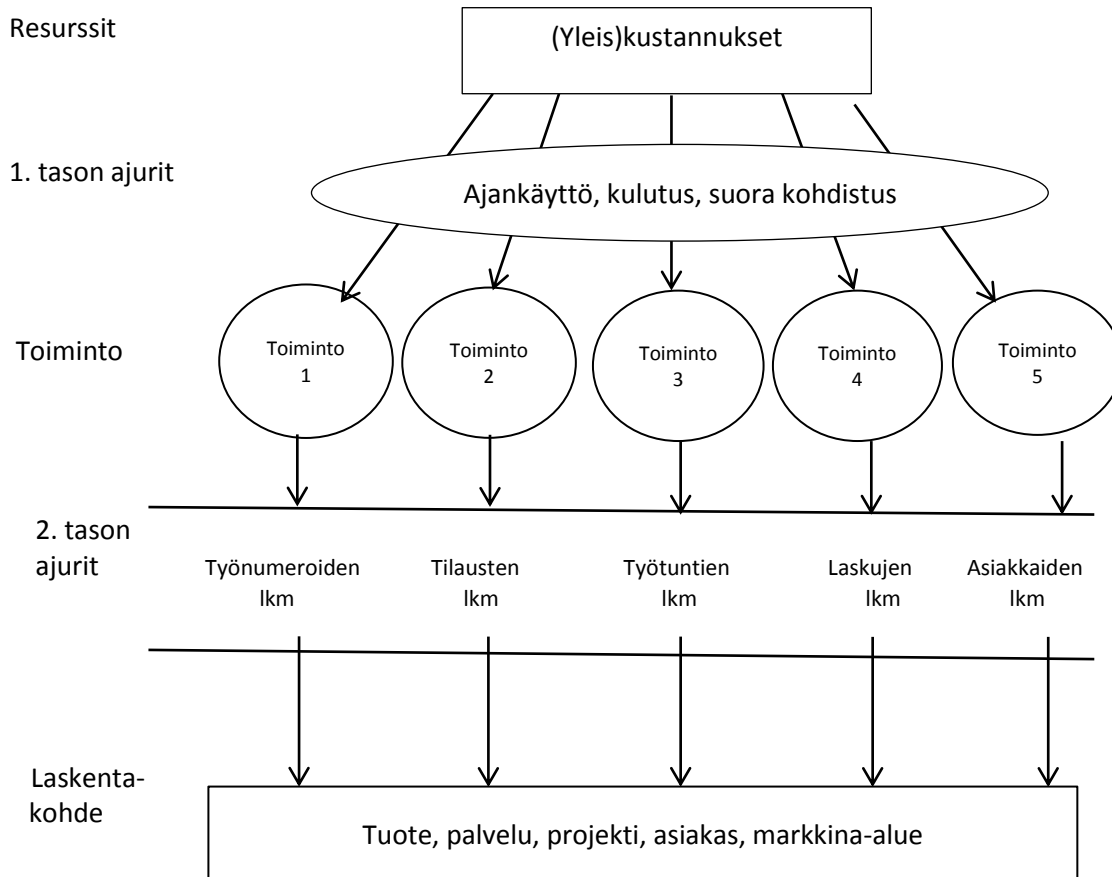 Resurssit
(Yleis)kustannukset
1. tason ajurit
Ajankäyttö, kulutus, suora kohdistus
Toiminto
Toiminto
1
Toiminto
2
Toiminto
3
Toiminto
4
Toiminto
5
2. tason
ajurit
Työnumeroiden
lkm
Tilausten
lkm
Työtuntien
lkm
Laskujen
lkm
Asiakkaiden
lkm
Laskenta-
kohde
Tuote, palvelu, projekti, asiakas, markkina-alue